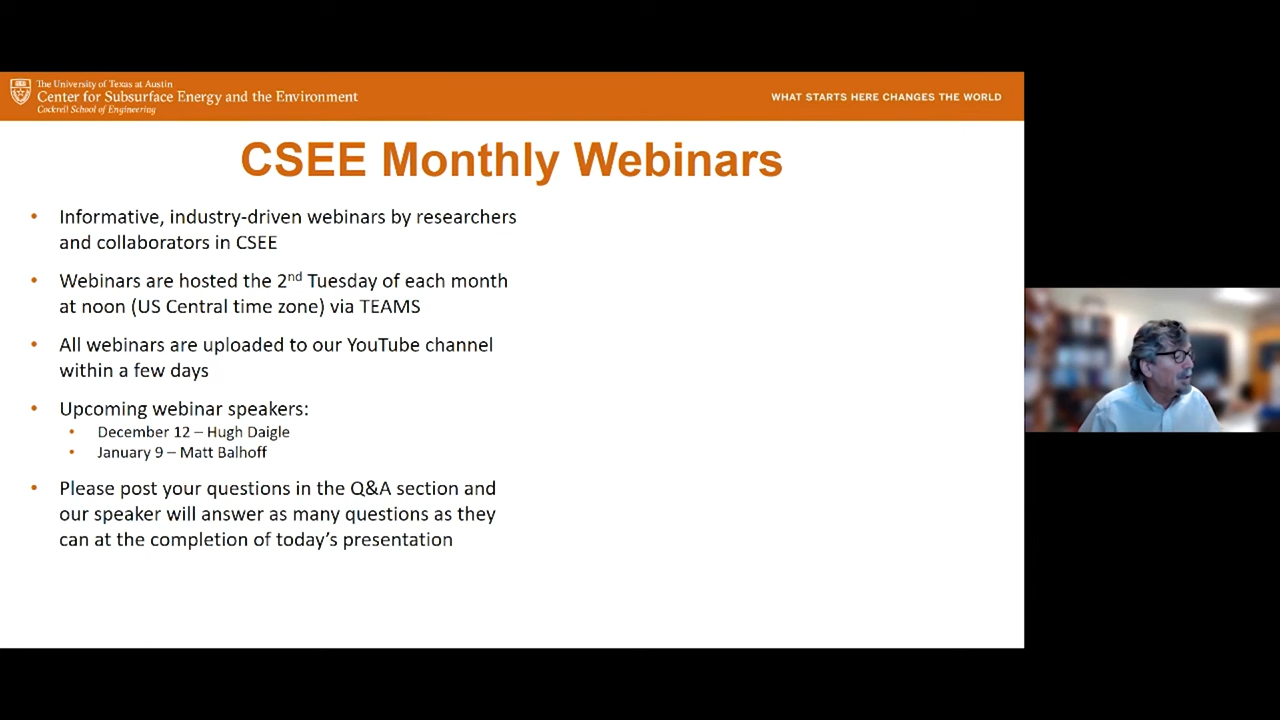 The University of Texas at Austin
Center for Subsurface Energy and the Environment
Cockrell School of Engineering
WHAT STARTS HERE CHANGES THE WORLD
CSEE Monthly Webinars
• Informative, industry-driven webinars by researchers
and collaborators in CSEE
• Webinars are hosted the 2nd Tuesday of each month
at noon (US Central time zone) via TEAMS
• All webinars are uploaded to our YouTube channel
within a few days
• Upcoming webinar speakers:
• December 12 – Hugh Daigle
• January 9 – Matt Balhoff
• Please post your questions in the Q&A section and
our speaker will answer as many questions as they
can at the completion of today’s presentation